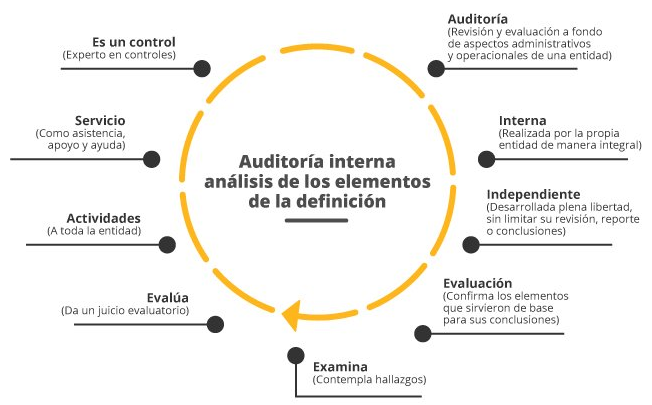 Auditoría interna
análisis de los elementos
de la definición
Auditoría
(Revisión y evaluación a fondo
de aspectos administrativos
y operacionales de una entidad)
Interna
(Realizada por la propia
entidad de manera integral)
Independiente
(Desarrollada plena libertad,
sin limitar su revisión, reporte
o conclusiones)
Evaluación
(Confirma los elementos
que sirvieron de base
para sus conclusiones)
Examina
(Contempla hallazgos)
Evalúa
(Da un juicio evaluatorio)
Actividades
(A toda la entidad)
Servicio
(Como asistencia,
apoyo y ayuda)
Es un control
(Experto en controles)